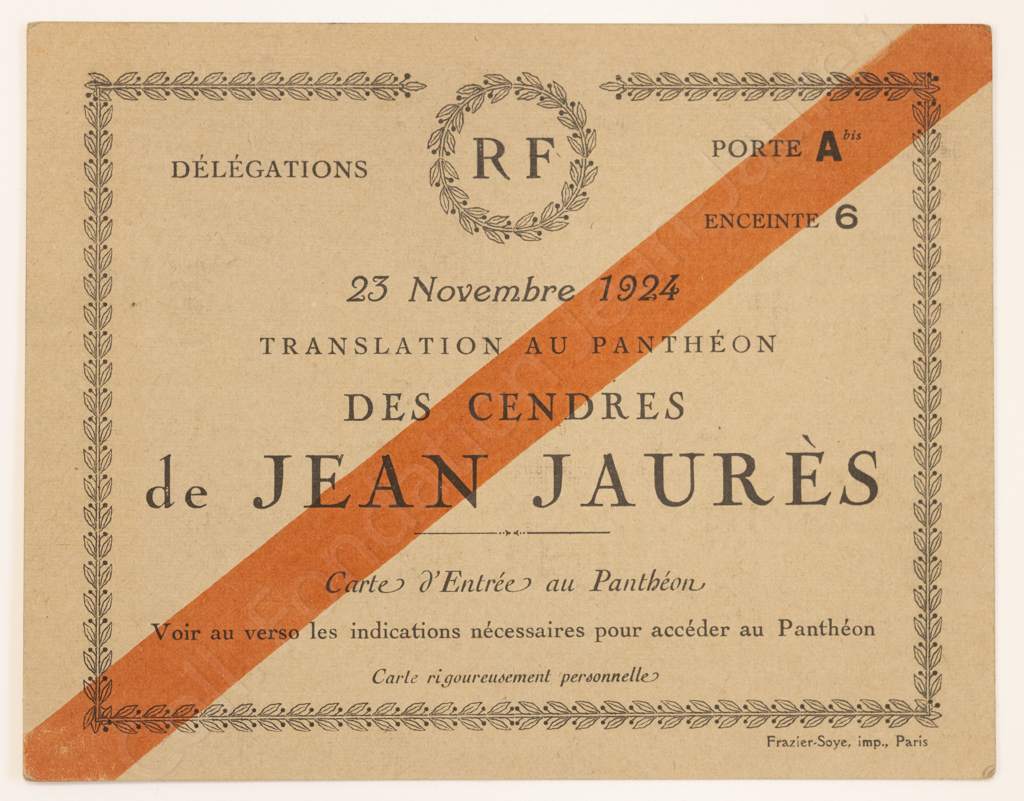 DÉLÉGATIONS
RF
PORTE A bis
ENCEINTE 6
23 Novembre 1924
TRANSLATION AU PANTHÉON
DES CENDRES
de JEAN JAURÈS
Carte d'Entrée au Panthéon
Voir au verso les indications nécessaires pour accéder au Panthéon
Carte rigoureusement personnelle
Frazier-Soye, imp., Paris